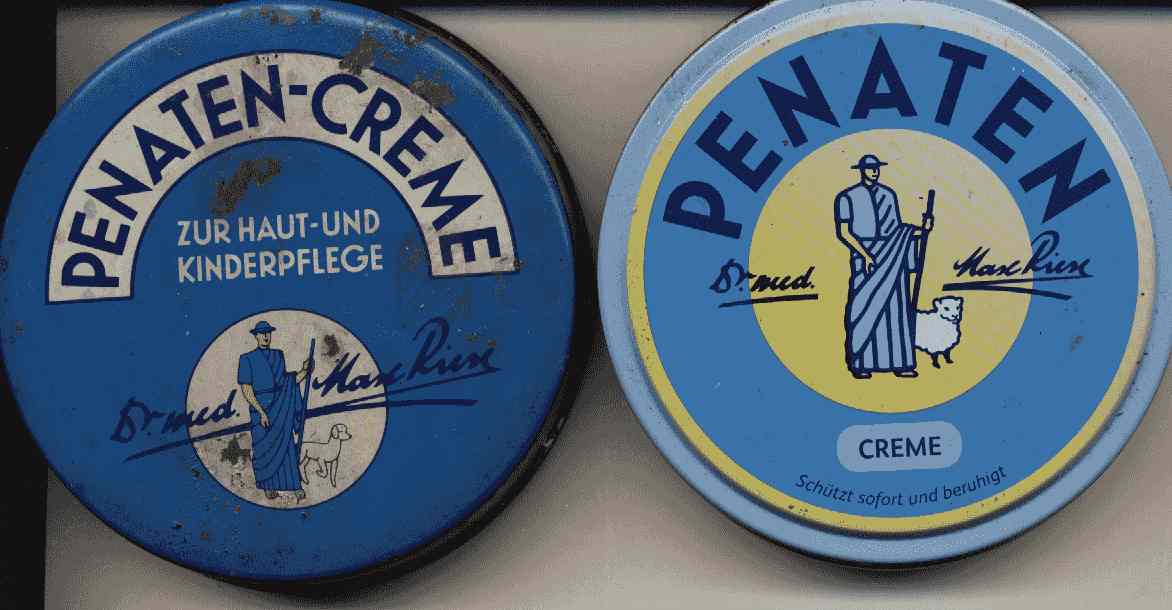 PENATEN-CREME
ZUR HAUT-UND
KINDERPFLEGE
Dr. med. Max Riese
PENATEN
Dr. med. Max Riese
CREME
Schützt sofort und beruhigt